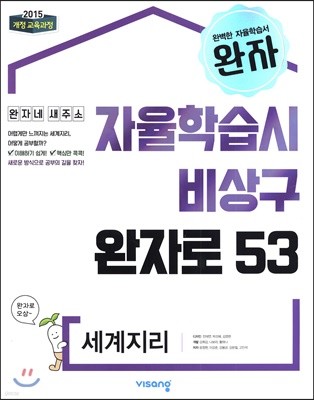 2015
개정 교육과정
완벽한 자율학습서
완자
완자네 새주소
어렵게만 느껴지는 세계지리,
어떻게 공부할까?
이해하기 쉽게! 핵심만 콕콕!
새로운 방식으로 공부의 길을 찾자!
자율학습시
비상구
완자로 53
완자로
오삼~
세계지리
visang